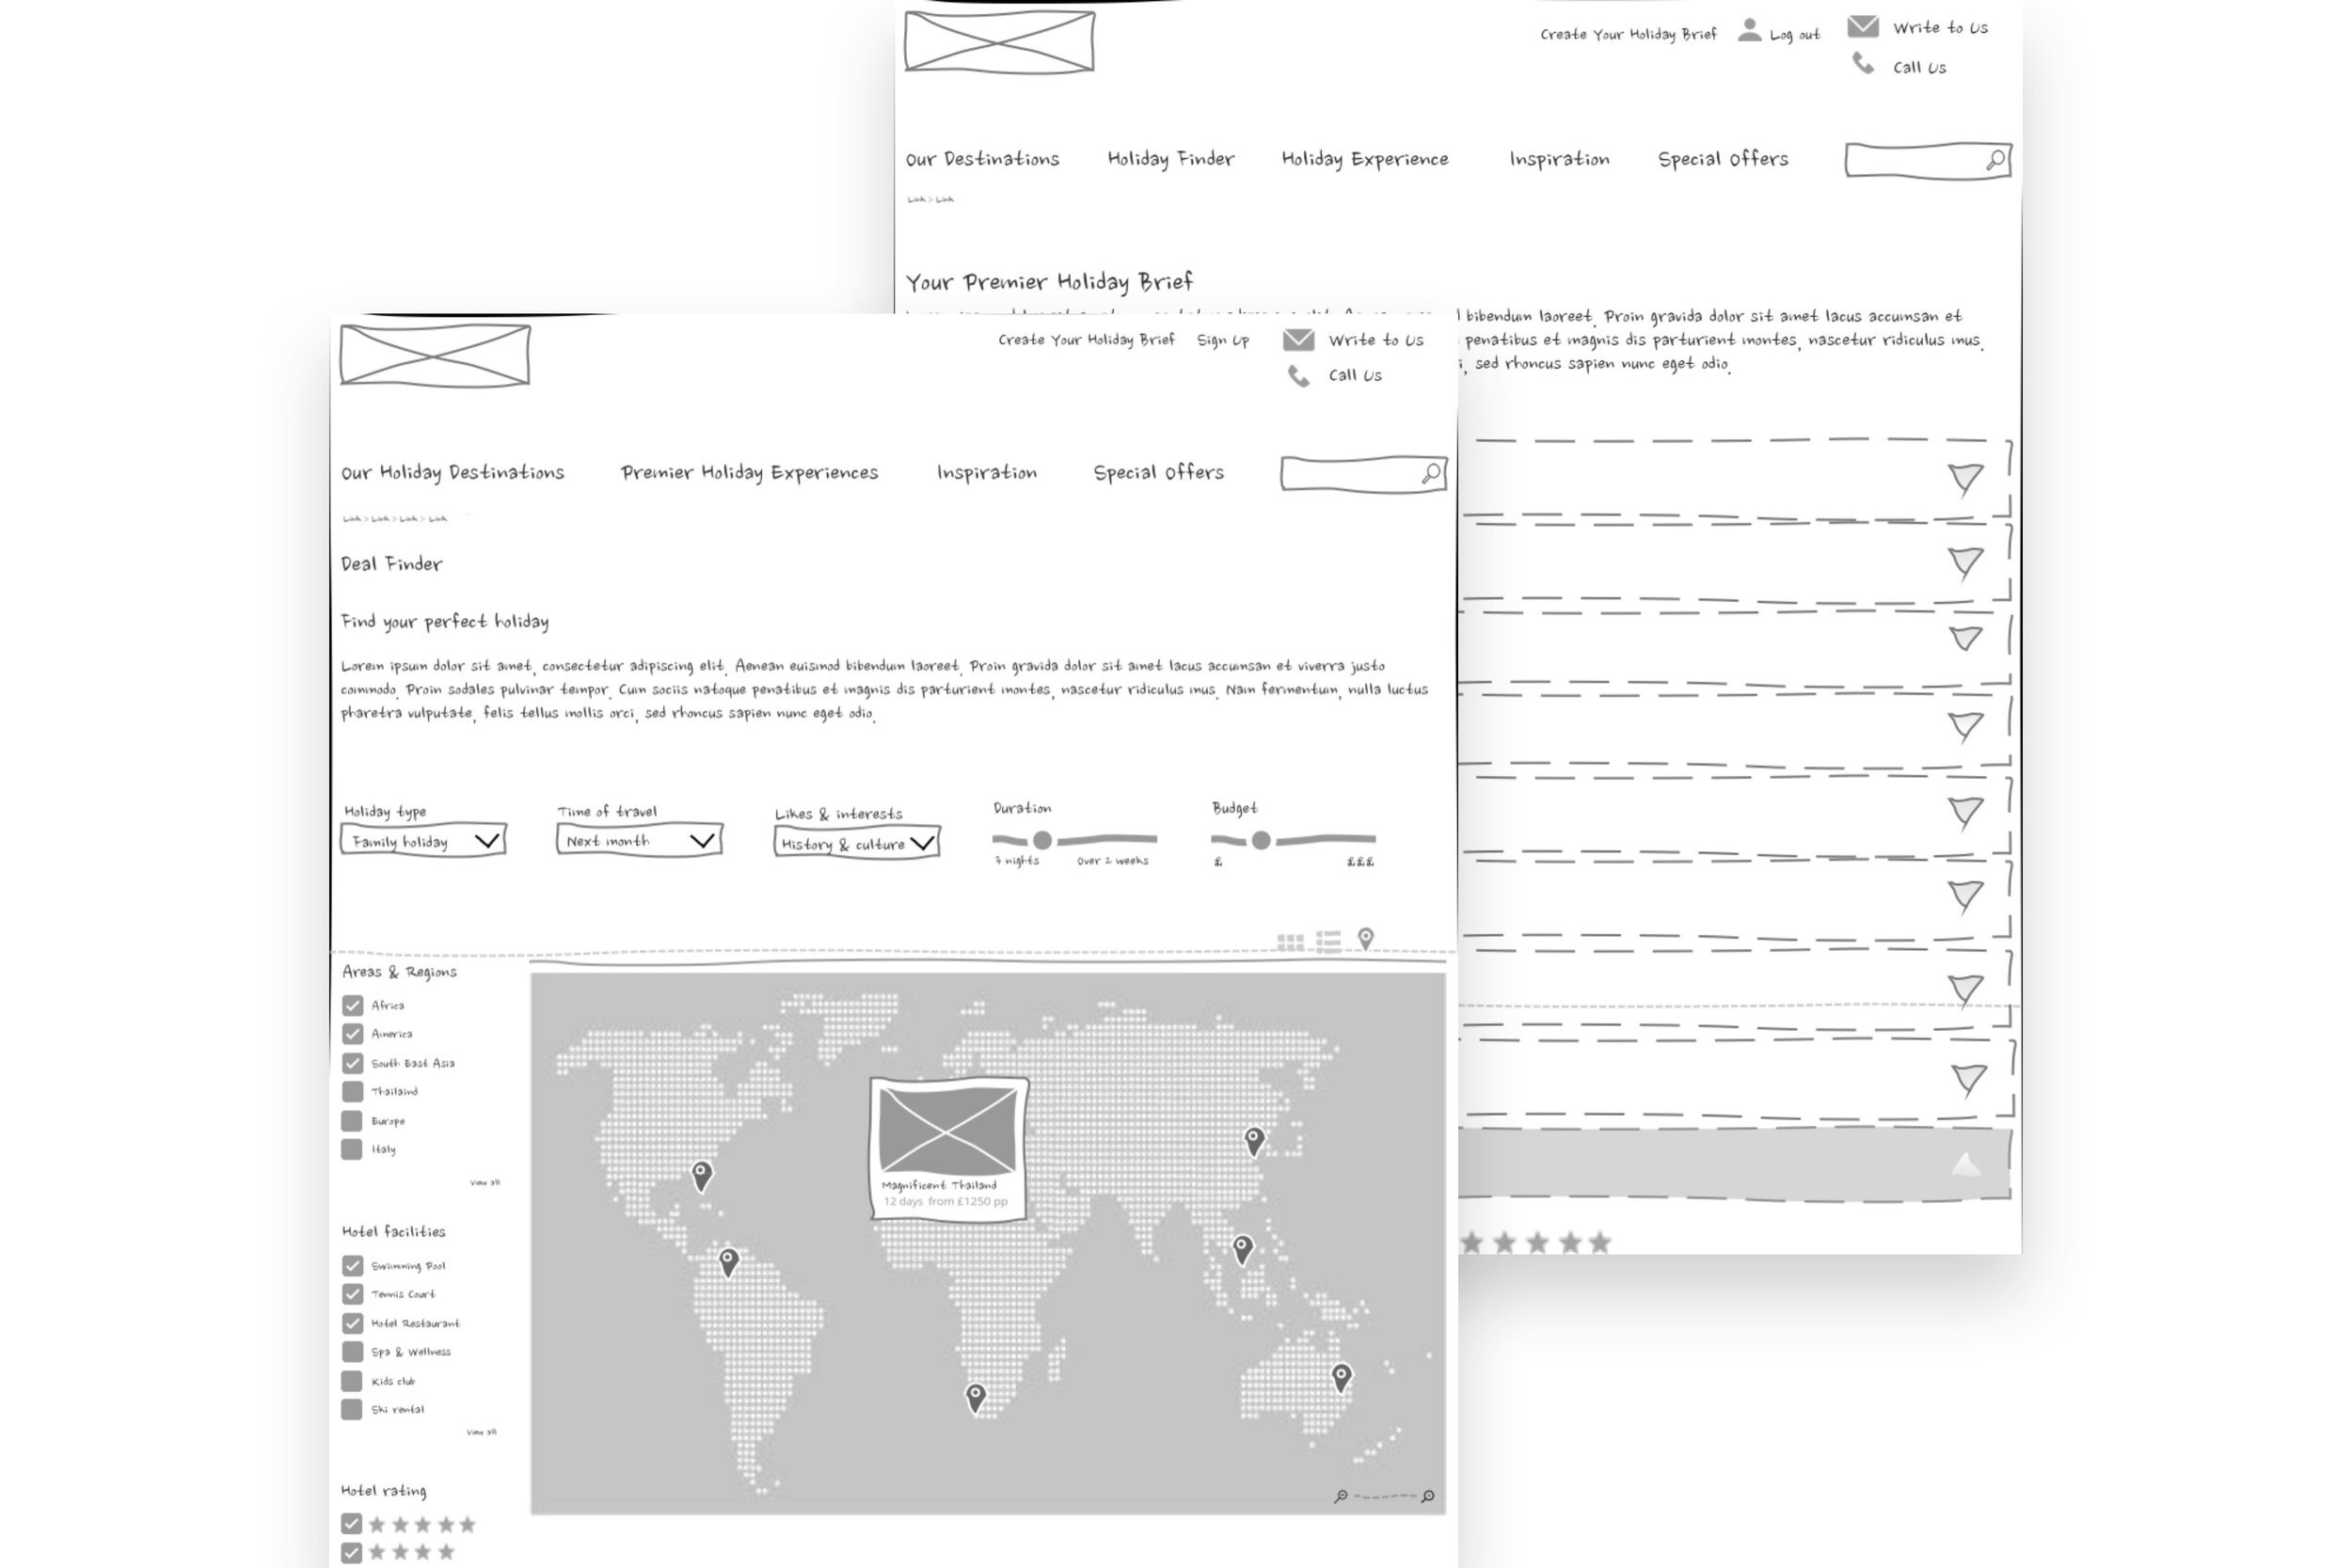 Create Your Holiday Brief
Log out
Write to Us
Call Us
Our Destinations Holiday Finder Holiday Experience Inspiration Special Offers
Link > Link
Your Premier Holiday Brief
bibendum laoreet. Proin gravida dolor sit amet lacus accumsan et
penatibus et magnis dis parturient montes, nascetur ridiculus mus.
, sed rhoncus sapien nunc eget odio.
Create Your Holiday Brief Sign Up
Write to Us
Call Us
Our Holiday Destinations Premier Holiday Experiences Inspiration Special Offers
Link > Link > Link > Link
Deal Finder
Find your perfect holiday
Lorem ipsum dolor sit amet, consectetur adipiscing elit. Aenean euismod bibendum laoreet. Proin gravida dolor sit amet lacus accumsan et viverra justo
commodo. Proin sodales pulvinar tempor. Cum sociis natoque penatibus et magnis dis parturient montes, nascetur ridiculus mus. Nam fermentum, nulla luctus
pharetra vulputate, felis tellus mollis orci, sed rhoncus sapien nunc eget odio.
Holiday type
Family holiday
Time of travel
Next month
Likes & interests
History & culture
Duration
7 nights Over 2 weeks
Budget
£ £££
Areas & Regions
Africa
America
South East Asia
Thailaind
Europe
Italy
View all
Hotel facilities
Swimming Pool
Tennis Court
Hotel Restaurant
Spa & Wellness
Kids club
Ski rental
View all
Hotel rating
Magnificent Thailand
12 days from £1250 pp